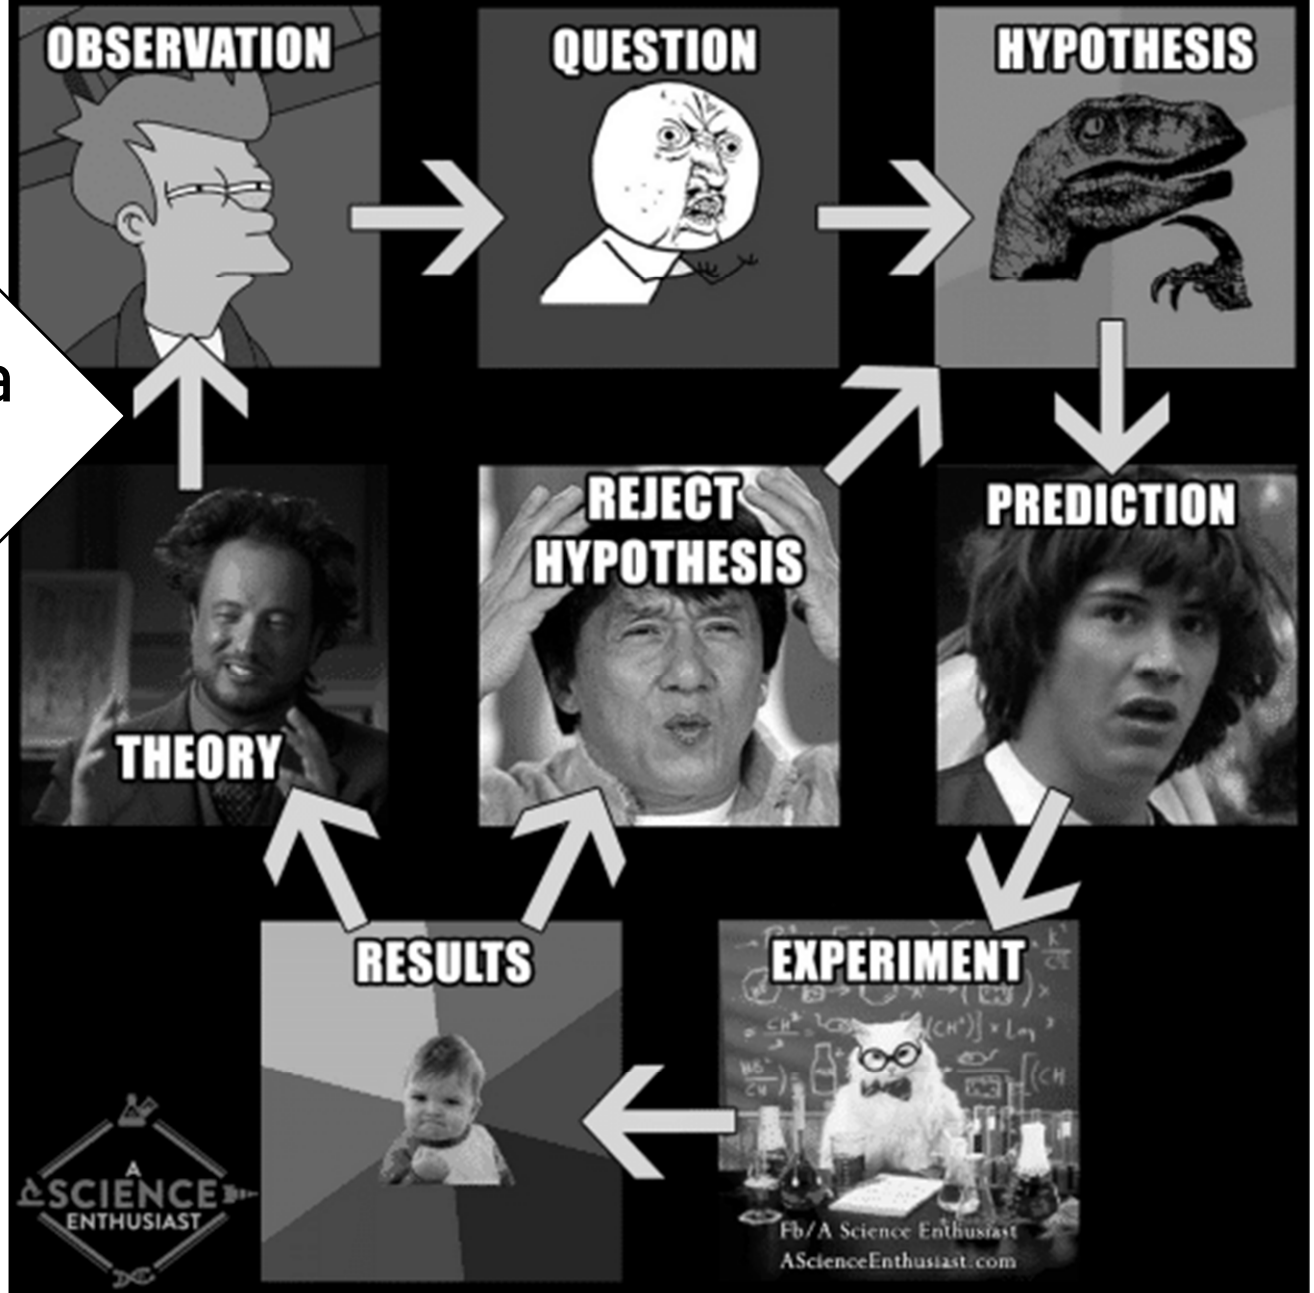 OBSERVATION
QUESTION
HYPOTHESIS
a
REJECT
HYPOTHESIS
PREDICTION
THEORY
RESULTS
EXPERIMENT
A
SCIENCE
ENTHUSIAST
Fb/A Science Enthusiast
AScienceEnthusiast.com